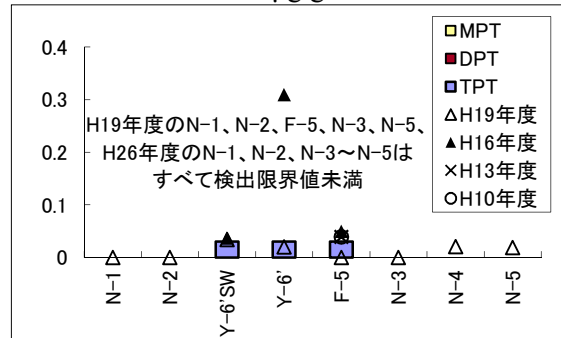 0.4
0.3
0.2
0.1
0
H19年度のN-1、N-2、F-5、N-3、N-5、
H26年度のN-1、N-2、N-3～N-5は
すべて検出限界値未満
MPT
DPT
TPT
H19年度
H16年度
H13年度
H10年度
N-1
N-2
Y-6'SW
Y-6'
F-5
N-3
N-4
N-5